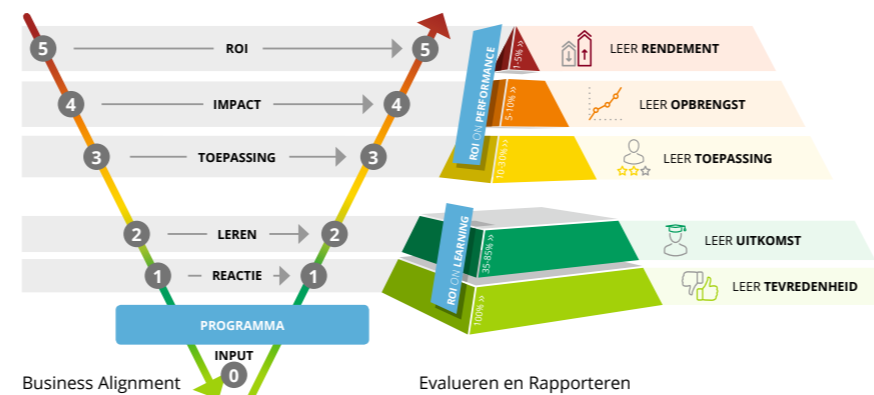 5 ROI 5
4 IMPACT 4
3 TOEPASSING 3
2 LEREN 2
1 REACTIE 1
PROGRAMMA
INPUT
0
Business Alignment
ROI ON PERFORMANCE
1-5% >>
LEER RENDEMENT
5-10% >>
LEER OPBRENGST
10-30% >>
LEER TOEPASSING
ROI ON LEARNING
35-85% >>
LEER UITKOMST
100% >>
LEER TEVREDENHEID
Evalueren en Rapporteren